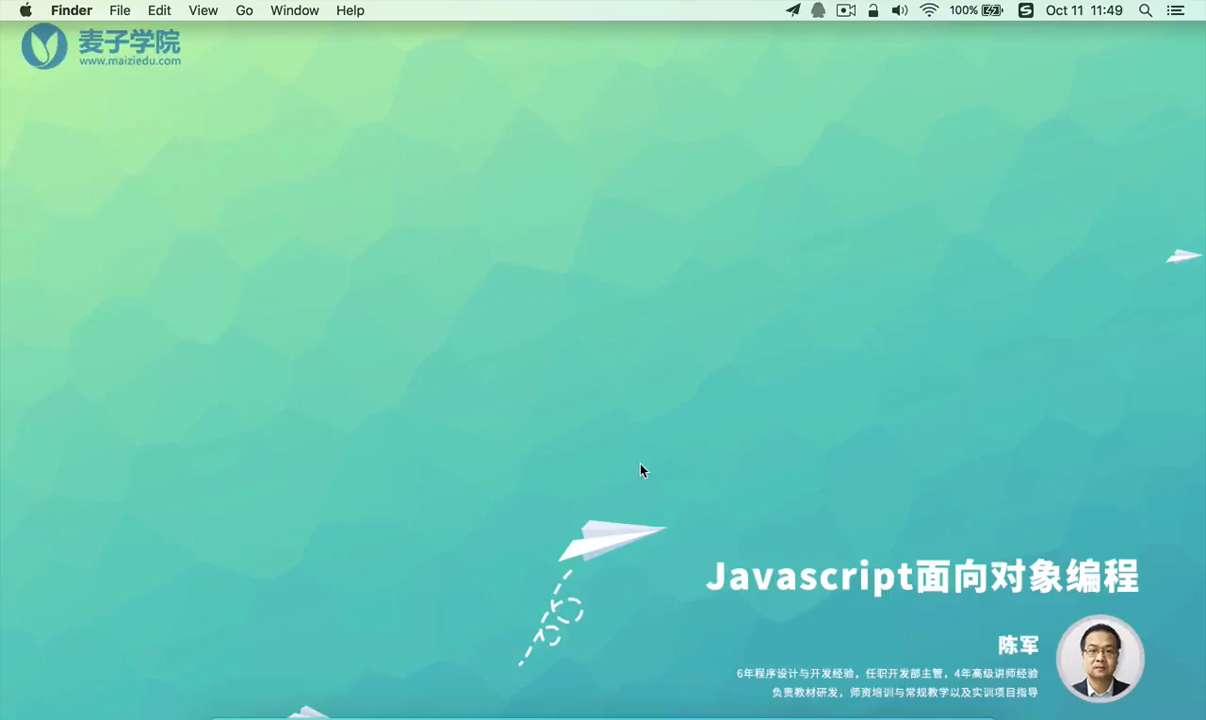 Finder File Edit View Go Window Help 100% Oct 11 11:49
麦子学院
www.maiziedu.com
Javascript面向对象编程
陈军
6年程序设计与开发经验，任职开发部主管，4年高级讲师经验
负责教材研发，师资培训与常规教学以及实训项目指导